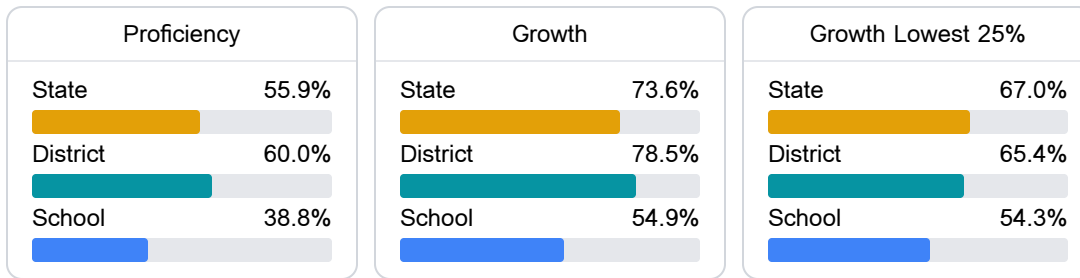 Proficiency
State 55.9%
District 60.0%
School 38.8%
Growth
State 73.6%
District 78.5%
School 54.9%
Growth Lowest 25%
State 67.0%
District 65.4%
School 54.3%